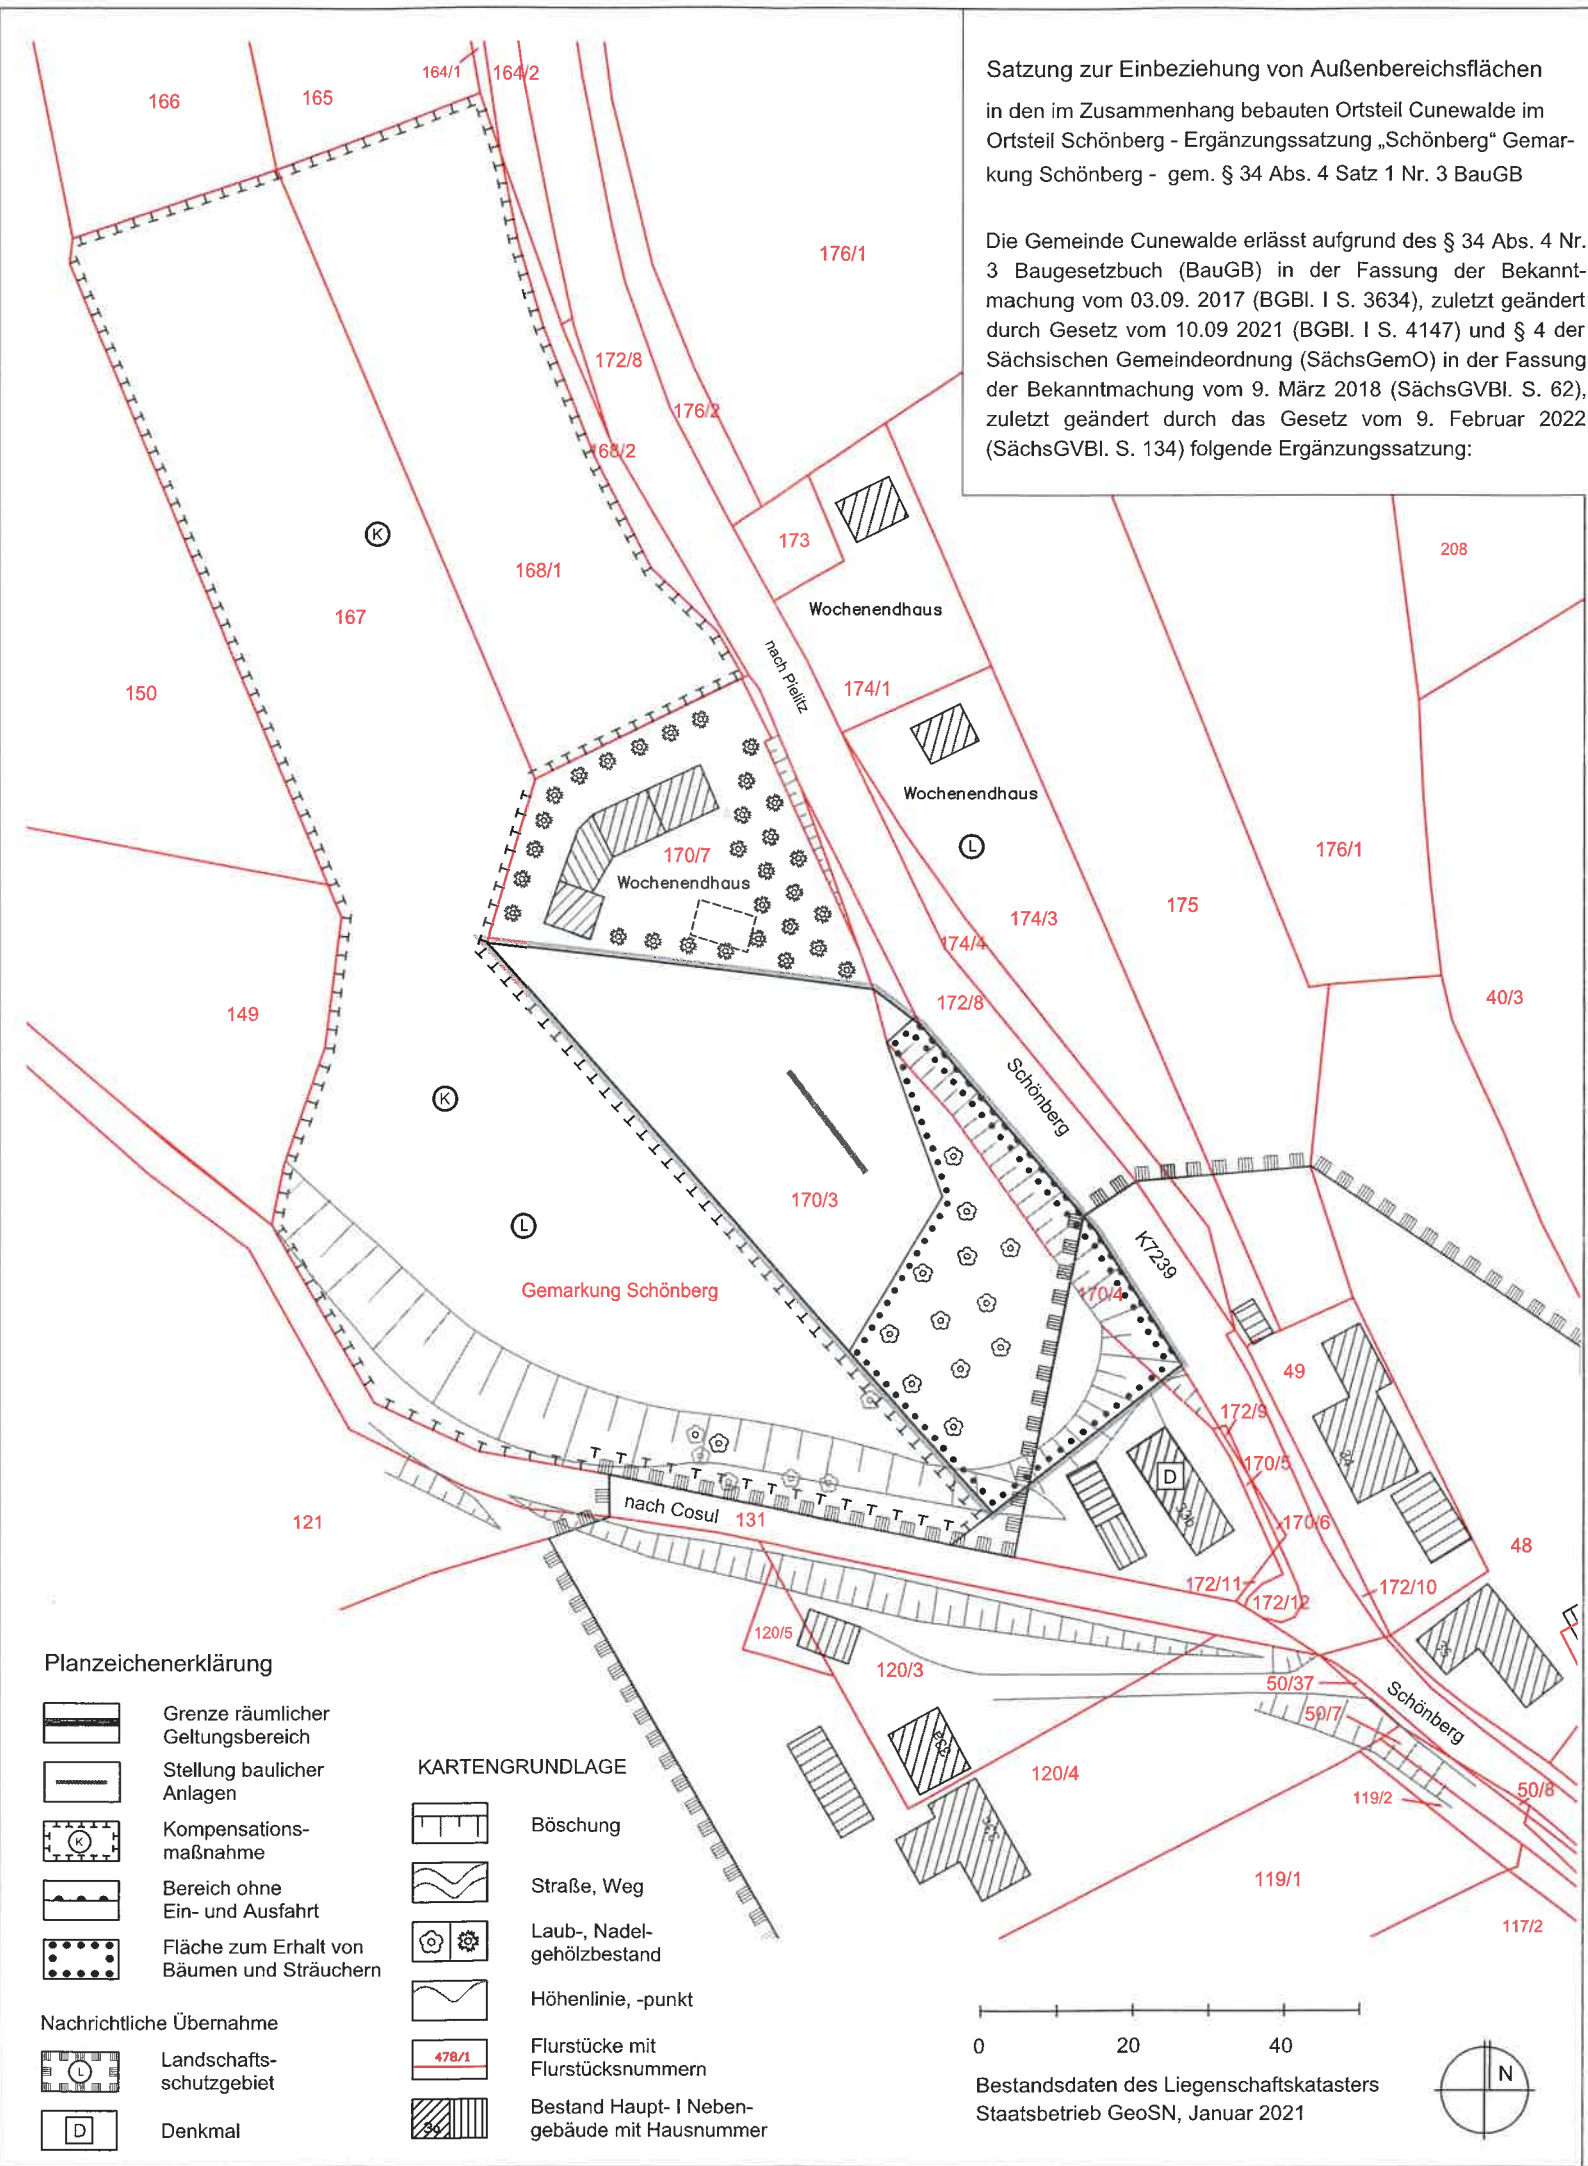 Satzung zur Einbeziehung von Außenbereichsflächen
in den im Zusammenhang bebauten Ortsteil Cunewalde im
Ortsteil Schönberg - Ergänzungssatzung „Schönberg“ Gemar-
kung Schönberg - gem. § 34 Abs. 4 Satz 1 Nr. 3 BauGB
Die Gemeinde Cunewalde erlässt aufgrund des § 34 Abs. 4 Nr.
3 Baugesetzbuch (BauGB) in der Fassung der Bekannt-
machung vom 03.09. 2017 (BGBl. I S. 3634), zuletzt geändert
durch Gesetz vom 10.09 2021 (BGBl. I S. 4147) und § 4 der
Sächsischen Gemeindeordnung (SächsGemO) in der Fassung
der Bekanntmachung vom 9. März 2018 (SächsGVBl. S. 62),
zuletzt geändert durch das Gesetz vom 9. Februar 2022
(SächsGVBl. S. 134) folgende Ergänzungssatzung:
164/1
164/2
166
165
176/1
172/8
176/2
168/2
K
173
208
168/1
167
Wochenendhaus
nach Pielitz
150
174/1
Wochenendhaus
L
176/1
170/7
Wochenendhaus
175
174/3
174/4
172/8
40/3
149
Schönberg
K
170/3
L
K7239
Gemarkung Schönberg
170/4
49
172/9
34
D
170/5
33b
nach Cosul
131
121
170/6
48
172/11
172/10
172/12
120/5
120/3
35
50/37
Schönberg
50/7
33a
120/4
119/2
50/8
33c
119/1
117/2
Planzeichenerklärung
Grenze räumlicher
Geltungsbereich
Stellung baulicher
Anlagen
K
Kompensations-
maßnahme
Bereich ohne
Ein- und Ausfahrt
Fläche zum Erhalt von
Bäumen und Sträuchern
Nachrichtliche Übernahme
L
Landschafts-
schutzgebiet
D
Denkmal
KARTENGRUNDLAGE
Böschung
Straße, Weg
Laub-, Nadel-
gehölzbestand
Höhenlinie, -punkt
478/1
Flurstücke mit
Flurstücksnummern
39
Bestand Haupt- I Neben-
gebäude mit Hausnummer
0 20 40
Bestandsdaten des Liegenschaftskatasters
Staatsbetrieb GeoSN, Januar 2021
N